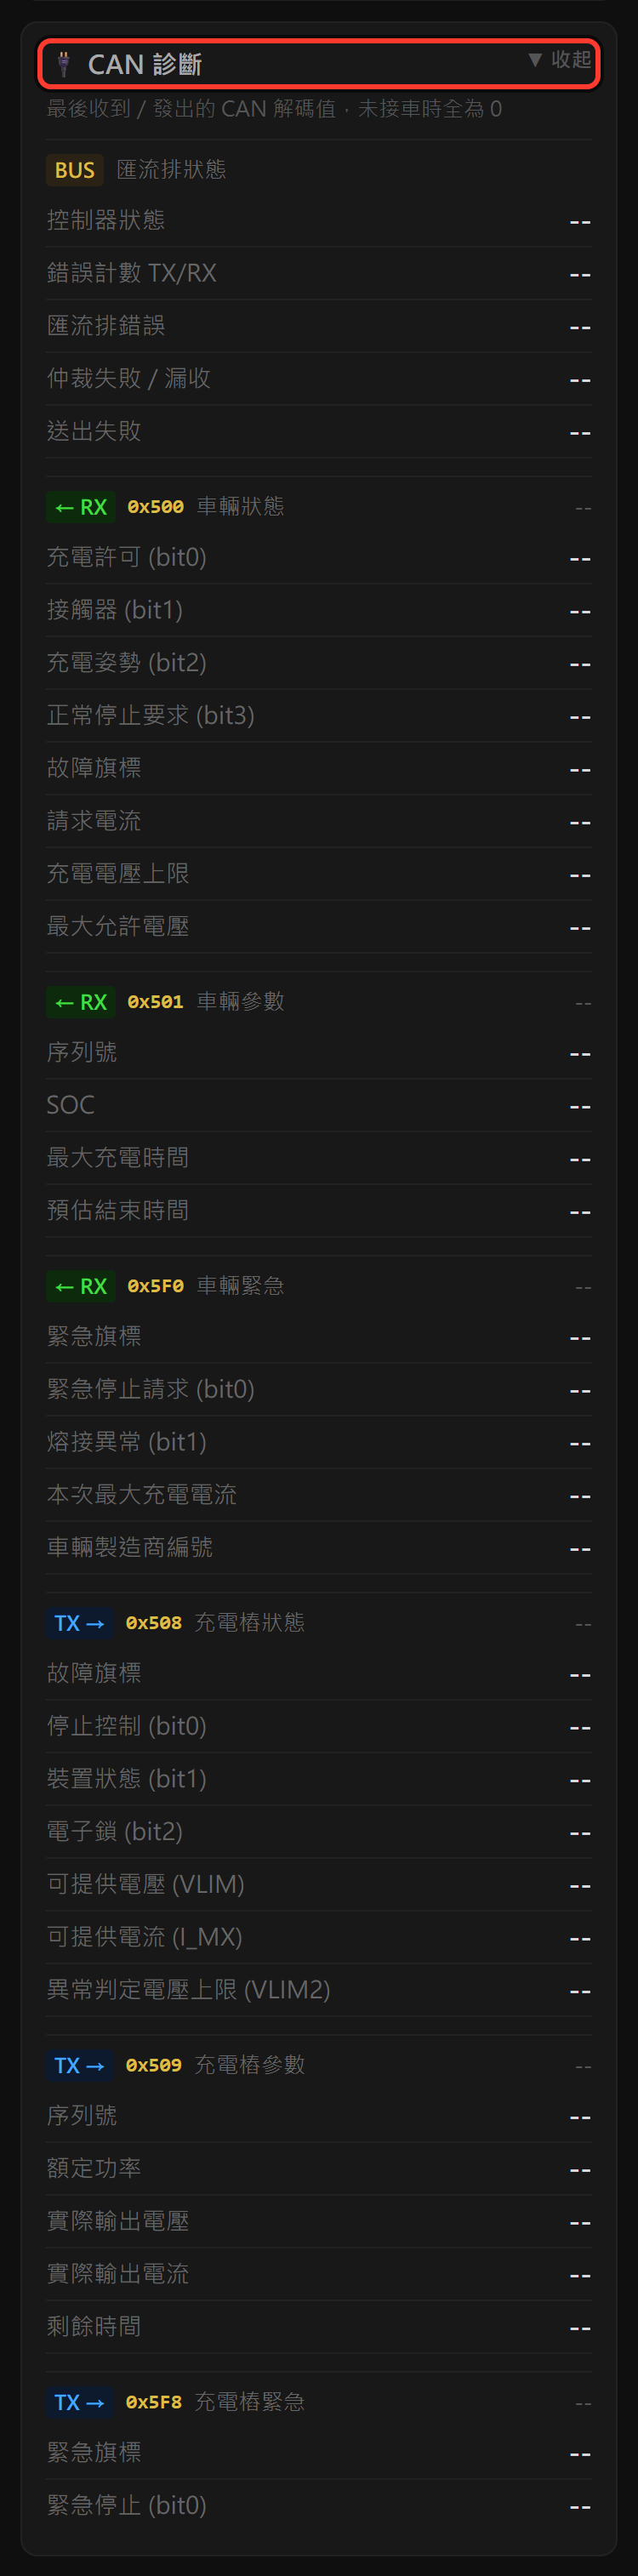 CAN 診斷 ▼ 收起
最後收到 / 發出的 CAN 解碼值 · 未接車時全為 0
BUS 匯流排狀態
控制器狀態 --
錯誤計數 TX/RX --
匯流排錯誤 --
仲裁失敗 / 漏收 --
送出失敗 --
← RX 0x500 車輛狀態 --
充電許可 (bit0) --
接觸器 (bit1) --
充電姿勢 (bit2) --
正常停止要求 (bit3) --
故障旗標 --
請求電流 --
充電電壓上限 --
最大允許電壓 --
← RX 0x501 車輛參數 --
序列號 --
SOC --
最大充電時間 --
預估結束時間 --
← RX 0x5F0 車輛緊急 --
緊急旗標 --
緊急停止請求 (bit0) --
熔接異常 (bit1) --
本次最大充電電流 --
車輛製造商編號 --
TX → 0x508 充電樁狀態 --
故障旗標 --
停止控制 (bit0) --
裝置狀態 (bit1) --
電子鎖 (bit2) --
可提供電壓 (VLIM) --
可提供電流 (I_MX) --
異常判定電壓上限 (VLIM2) --
TX → 0x509 充電樁參數 --
序列號 --
額定功率 --
實際輸出電壓 --
實際輸出電流 --
剩餘時間 --
TX → 0x5F8 充電樁緊急 --
緊急旗標 --
緊急停止 (bit0) --